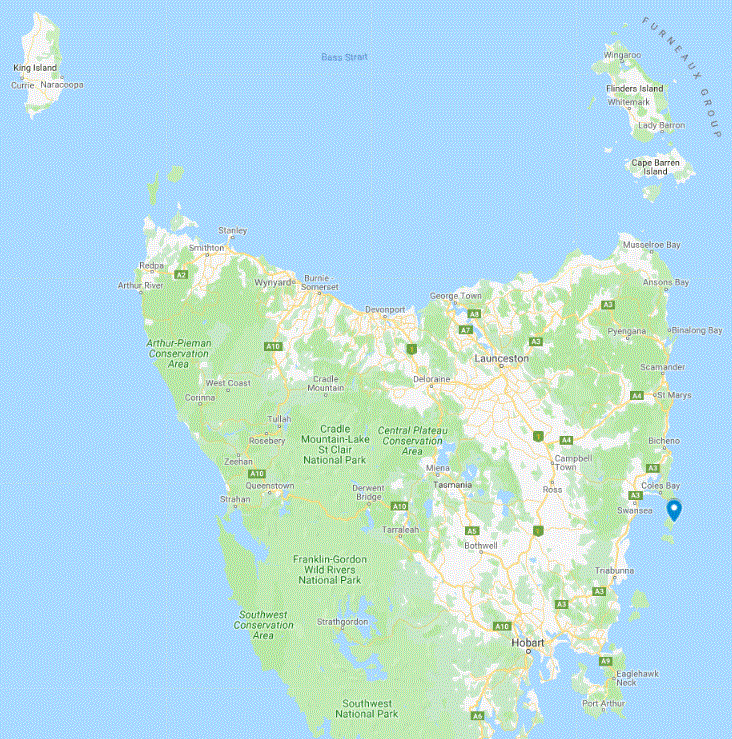 King Island
Currie
Naracoopa
Bass Strait
FURNEAUX GROUP
Wingaroo
Flinders Island
Whitemark
Lady Barron
Cape Barren
Island
Stanley
Smithton
Redpa
A2
Arthur River
Wynyard
Burnie
Somerset
Devonport
George Town
A8
A7
Musselroe Bay
Ansons Bay
A3
Pyengana
Binalong Bay
A3
Arthur-Pieman
Conservation
Area
A10
1
Launceston
Scamander
West Coast
Corinna
Cradle
Mountain
Deloraine
A4
St Marys
Tullah
Rosebery
Cradle
Mountain-Lake
St Clair
National Park
Central Plateau
Conservation
Area
1
A4
Bicheno
Zeehan
A10
Miena
Campbell
Town
A3
Queenstown
Strahan
Derwent
Bridge
Tasmania
Ross
Coles Bay
A3
Swansea
A10
Tarraleah
A5
1
Bothwell
Franklin-Gordon
Wild Rivers
National Park
Triabunna
A3
A3
Southwest
Conservation
Area
Strathgordon
A10
Hobart
A9
Eaglehawk
Neck
Port Arthur
Southwest
National Park
A6